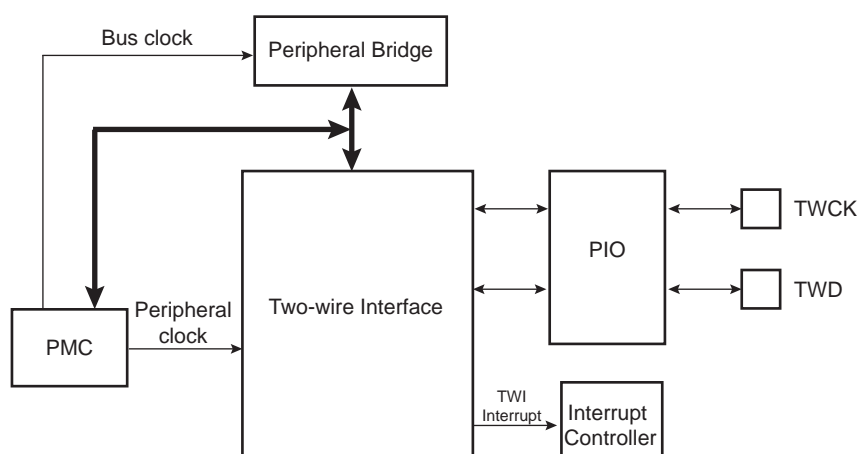 Bus clock
Peripheral Bridge
TWCK
PIO
TWD
Two-wire Interface
Peripheral
clock
PMC
TWI
Interrupt
Interrupt
Controller